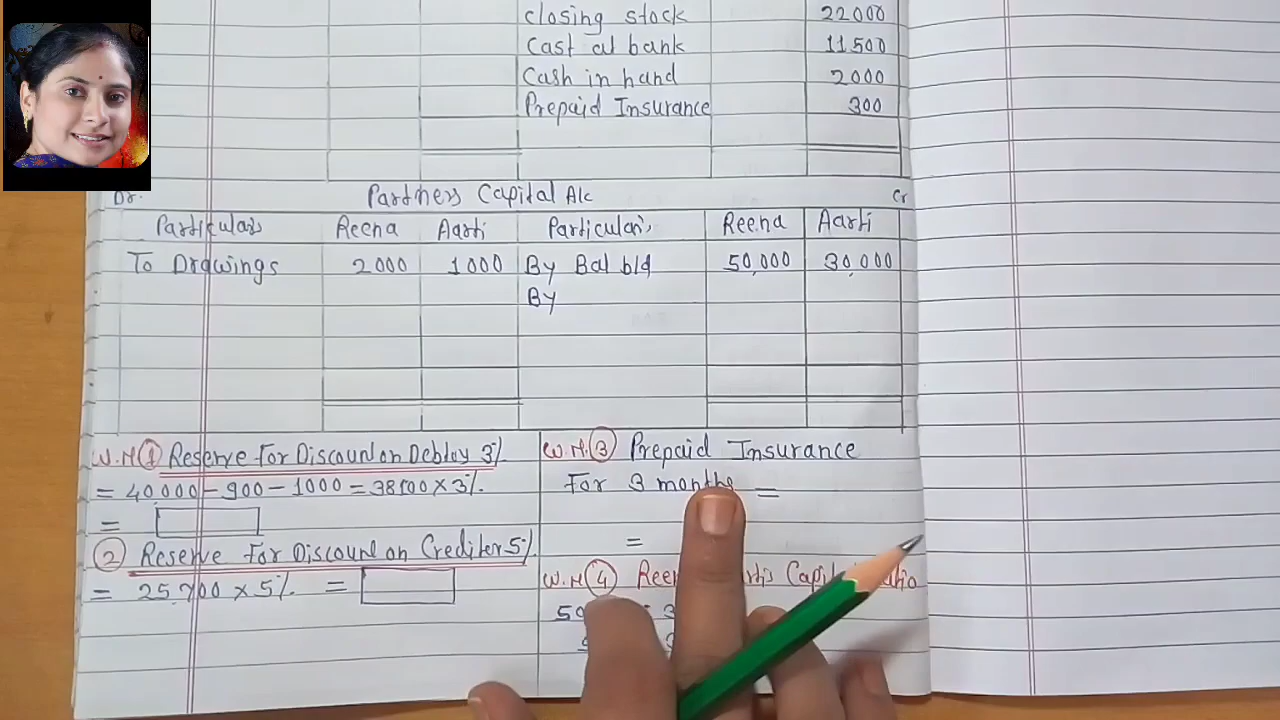 closing stock 22000
Cast at bank 11500
Cash in hand 2000
Prepaid Insurance 300
Dr. Partners Capital A/c Cr
Particulars Reena Aarti Particulars Reena Aarti
To Drawings 2000 1000 By Bal b/d 50,000 30,000
By
W.N.(1) Reserve For Discount on Debtors 3%
= 40,000 - 900 - 1000 = 38100 x 3%.
=
(2) Reserve For Discount on Crediter 5%
= 25,700 x 5%. =
W.N.(3) Prepaid Insurance
For 3 months =
=
W.N.(4) Capital